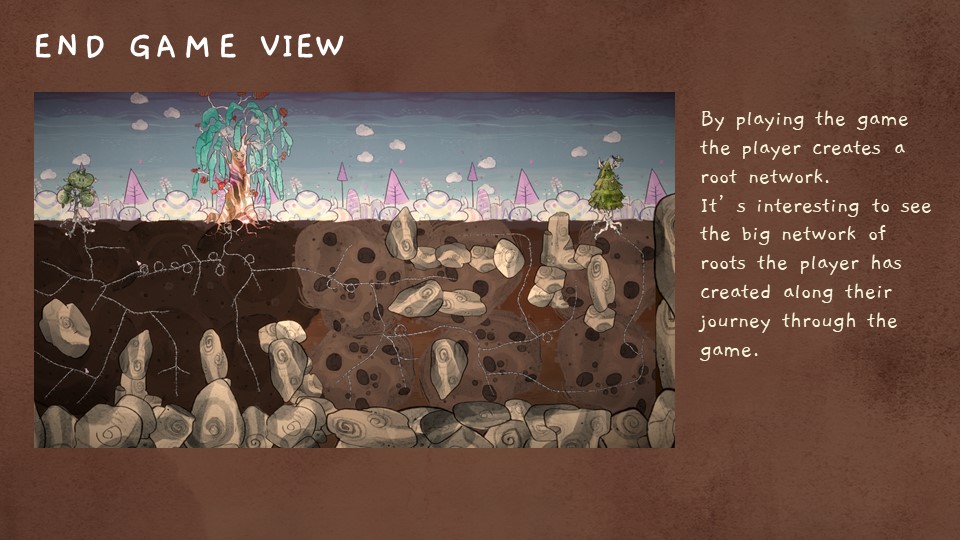 END GAME VIEW
By playing the game
the player creates a
root network.
It’s interesting to see
the big network of
roots the player has
created along their
journey through the
game.